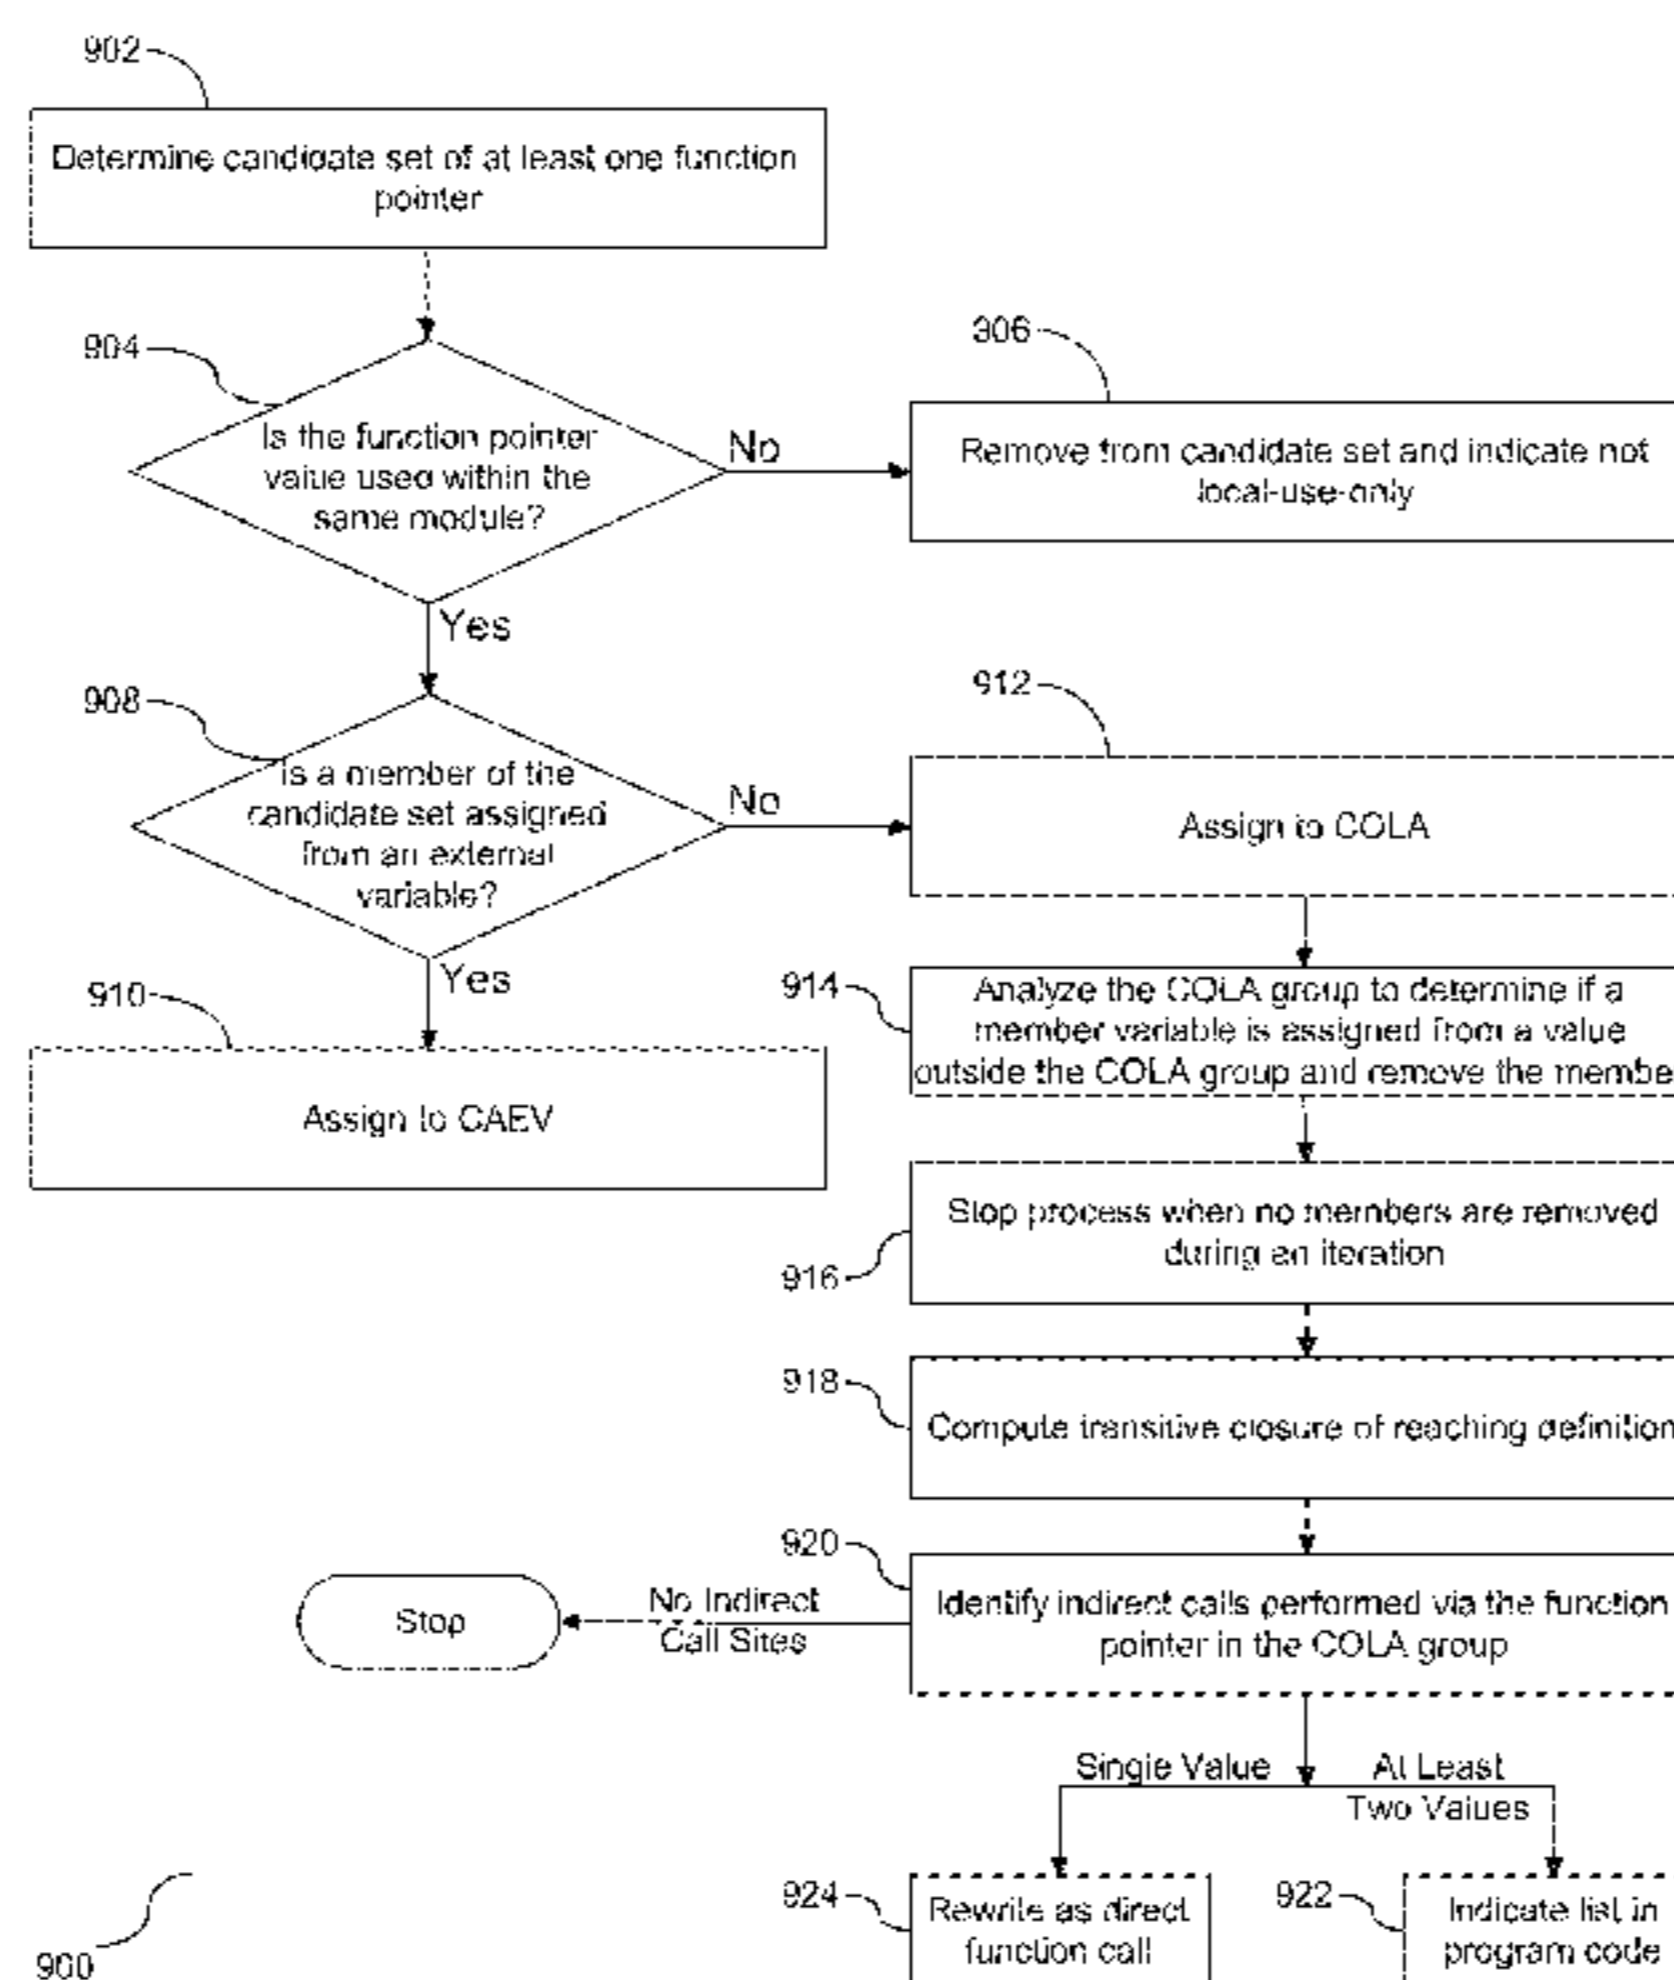 902
Determine candidate set of at least one function
pointer
904
Is the function pointer
value used within the
same module?
No
306
Remove from candidate set and indicate not
local-use-only
Yes
908
Is a member of the
candidate set assigned
from an external
variable?
No
912
Assign to COLA
Yes
910
Assign to CAEV
914
Analyze the COLA group to determine if a
member variable is assigned from a value
outside the COLA group and remove the membe
916
Stop process when no members are removed
during an iteration
918
Compute transitive closure of reaching definition
920
Identify indirect calls performed via the function
pointer in the COLA group
No Indirect
Call Sites
Stop
Single Value
At Least
Two Values
924
Rewrite as direct
function call
922
Indicate list in
program code
900